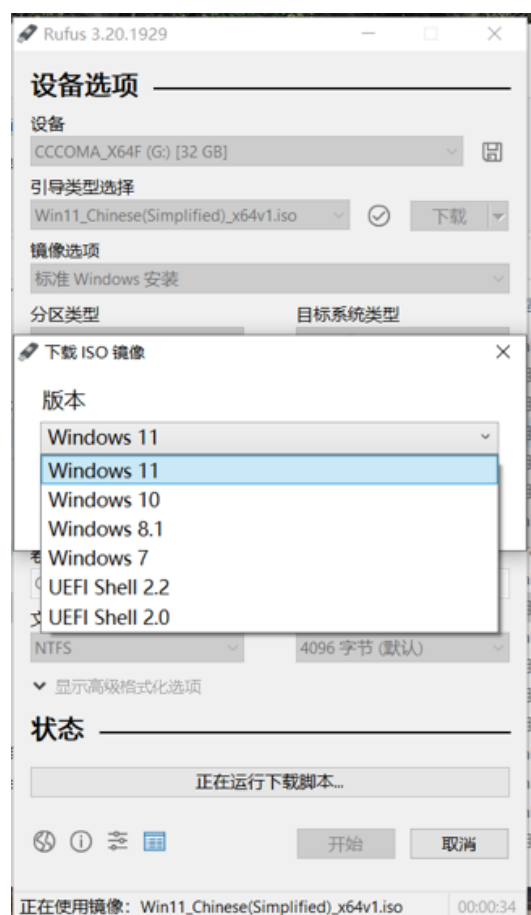 Rufus 3.20.1929
设备选项
设备
CCCOMA_X64F (G:) [32 GB]
引导类型选择
Win11_Chinese(Simplified)_x64v1.iso 下载
镜像选项
标准 Windows 安装
分区类型 目标系统类型
下载 ISO 镜像
版本
Windows 11
Windows 11
Windows 10
Windows 8.1
Windows 7
UEFI Shell 2.2
UEFI Shell 2.0
NTFS 4096 字节 (默认)
显示高级格式化选项
状态
正在运行下载脚本...
开始 取消
正在使用镜像: Win11_Chinese(Simplified)_x64v1.iso 00:00:34